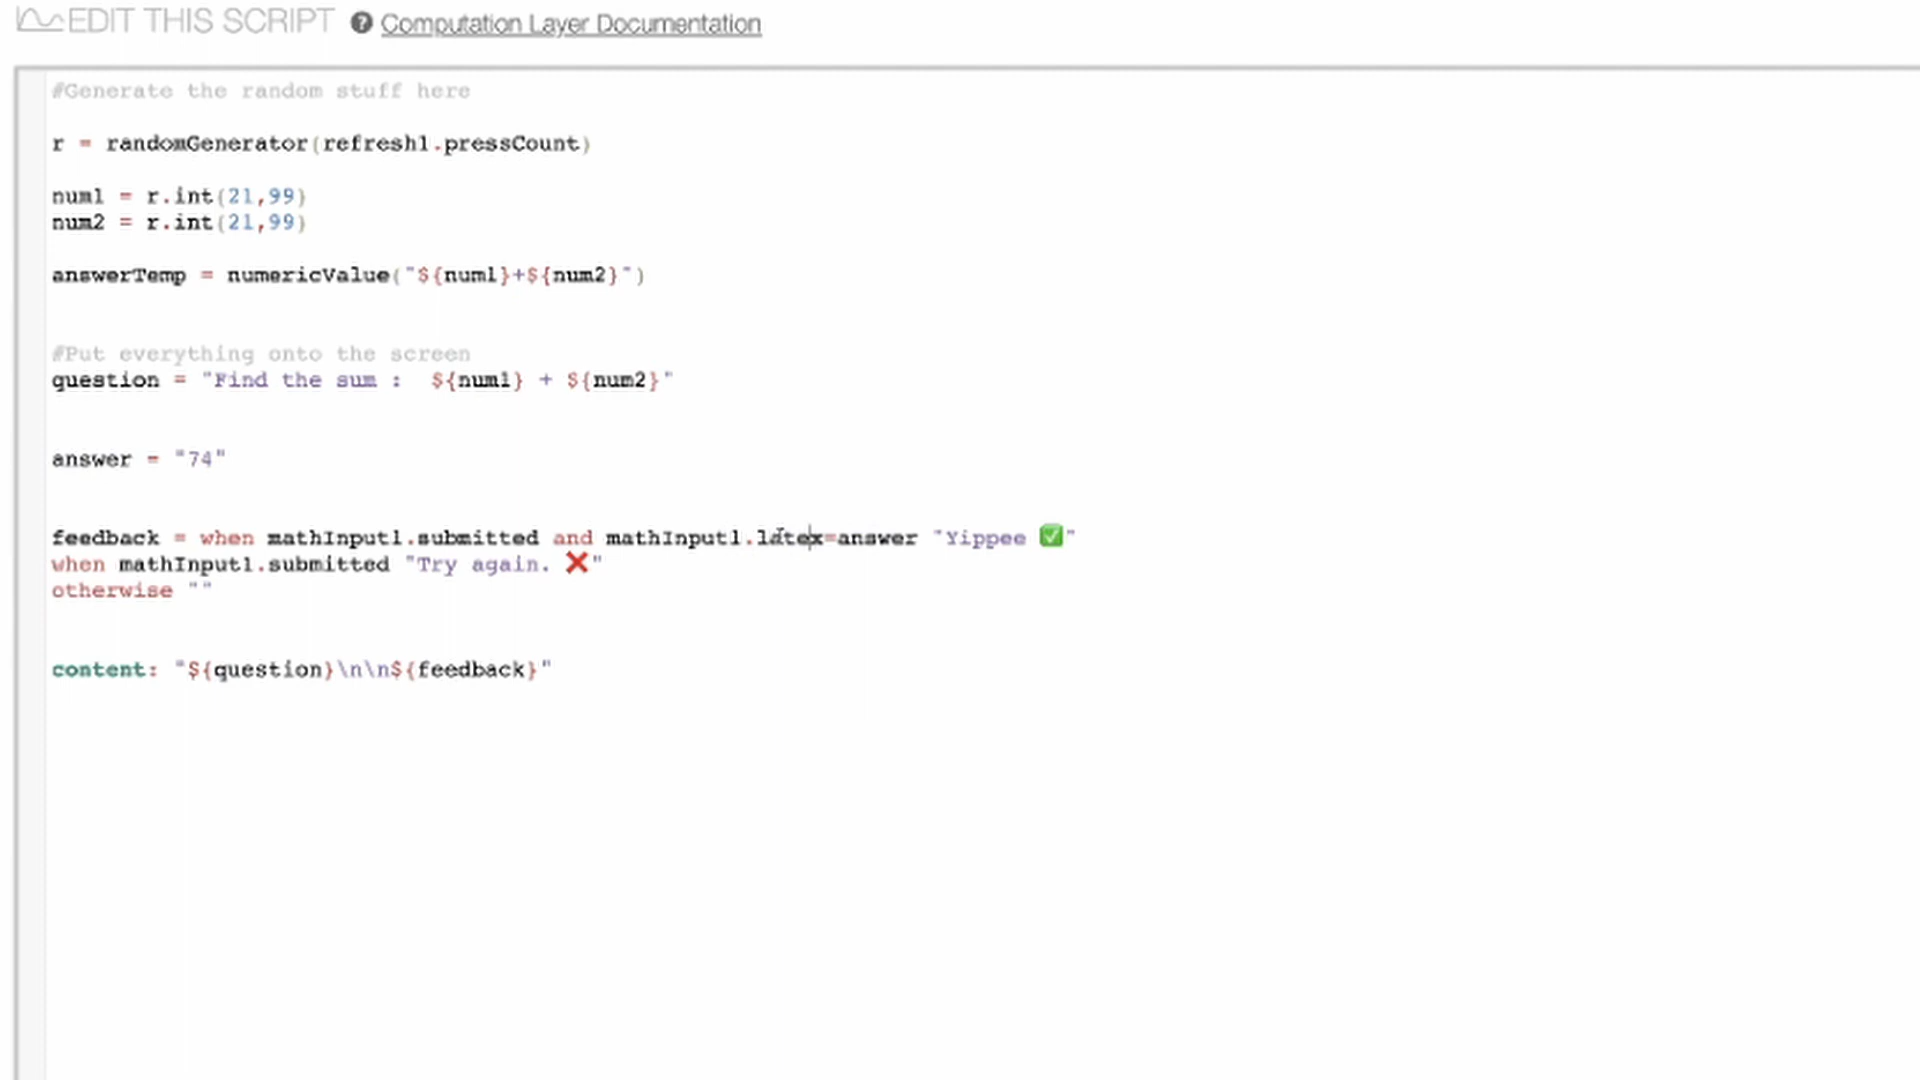 EDIT THIS SCRIPT ? Computation Layer Documentation
#Generate the random stuff here
r = randomGenerator(refresh1.pressCount)
num1 = r.int(21,99)
num2 = r.int(21,99)
answerTemp = numericValue("${num1}+${num2}")
#Put everything onto the screen
question = "Find the sum :  ${num1} + ${num2}"
answer = "74"
feedback = when mathInput1.submitted and mathInput1.latex=answer "Yippee ✅"
when mathInput1.submitted "Try again. ❌"
otherwise ""
content: "${question}\n\n${feedback}"